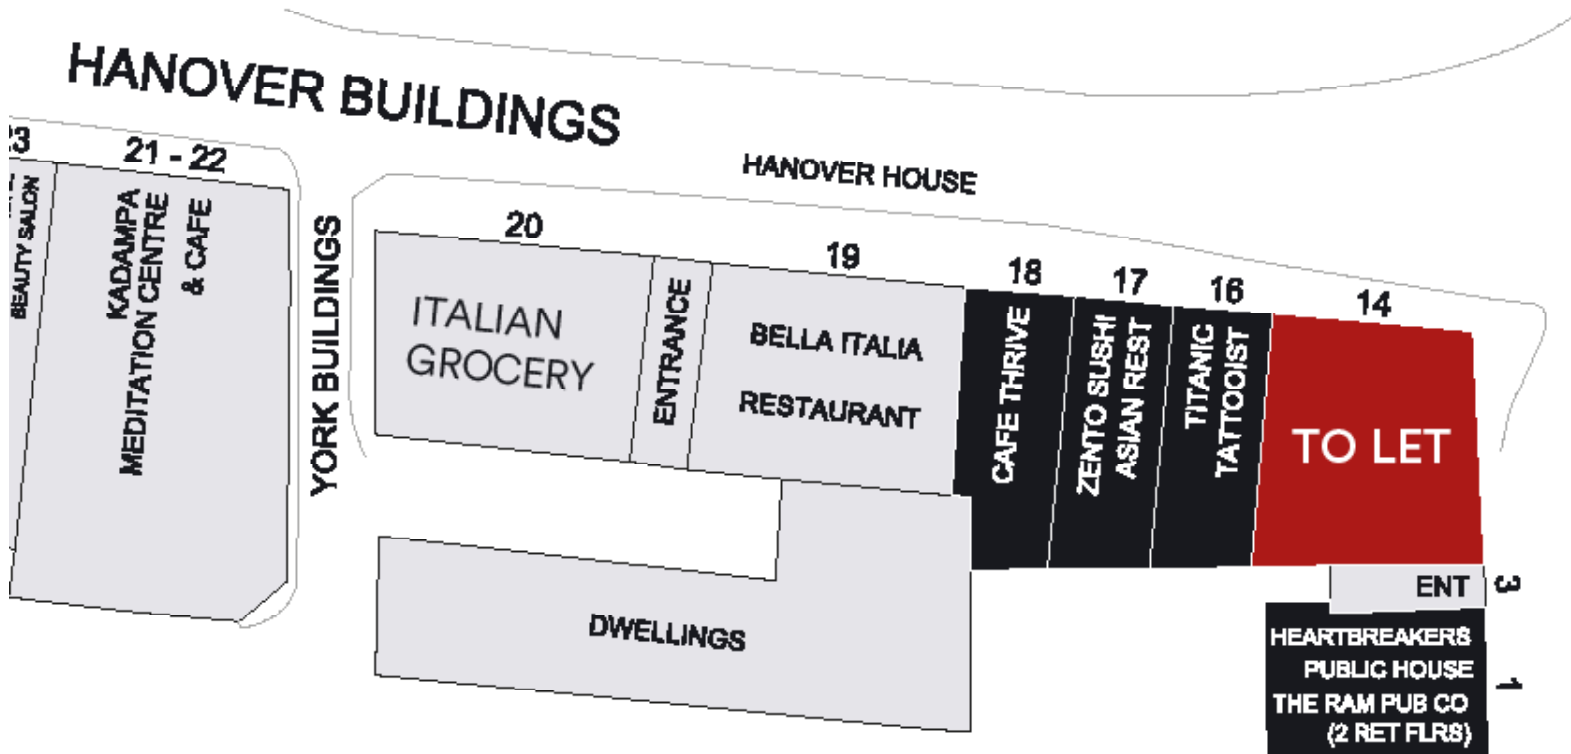 HANOVER BUILDINGS
HANOVER HOUSE
21 - 22
20
19
18
17
16
14
BEAUTY SALON
KADAMPA
MEDITATION CENTRE
& CAFE
YORK BUILDINGS
ITALIAN
GROCERY
ENTRANCE
BELLA ITALIA
RESTAURANT
CAFE THRIVE
ZENTO SUSHI
ASIAN REST
TITANIC
TATTOOIST
TO LET
ENT
3
DWELLINGS
HEARTBREAKERS
PUBLIC HOUSE
THE RAM PUB CO
(2 RET FLRS)
1